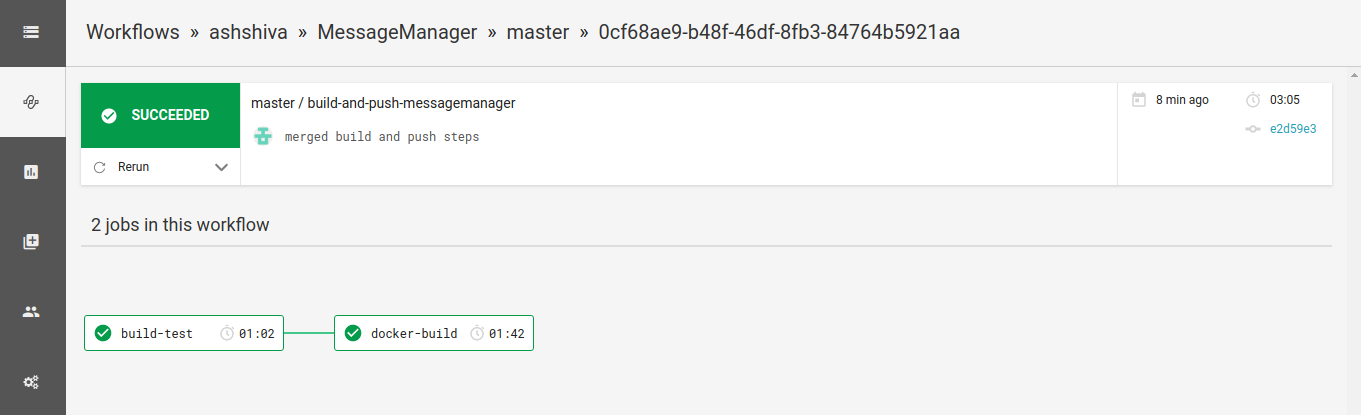 Workflows » ashshiva » MessageManager » master » 0cf68ae9-b48f-46df-8fb3-84764b5921aa
SUCCEEDED
Rerun
master / build-and-push-messagemanager
merged build and push steps
8 min ago
03:05
e2d59e3
2 jobs in this workflow
build-test 01:02
docker-build 01:42